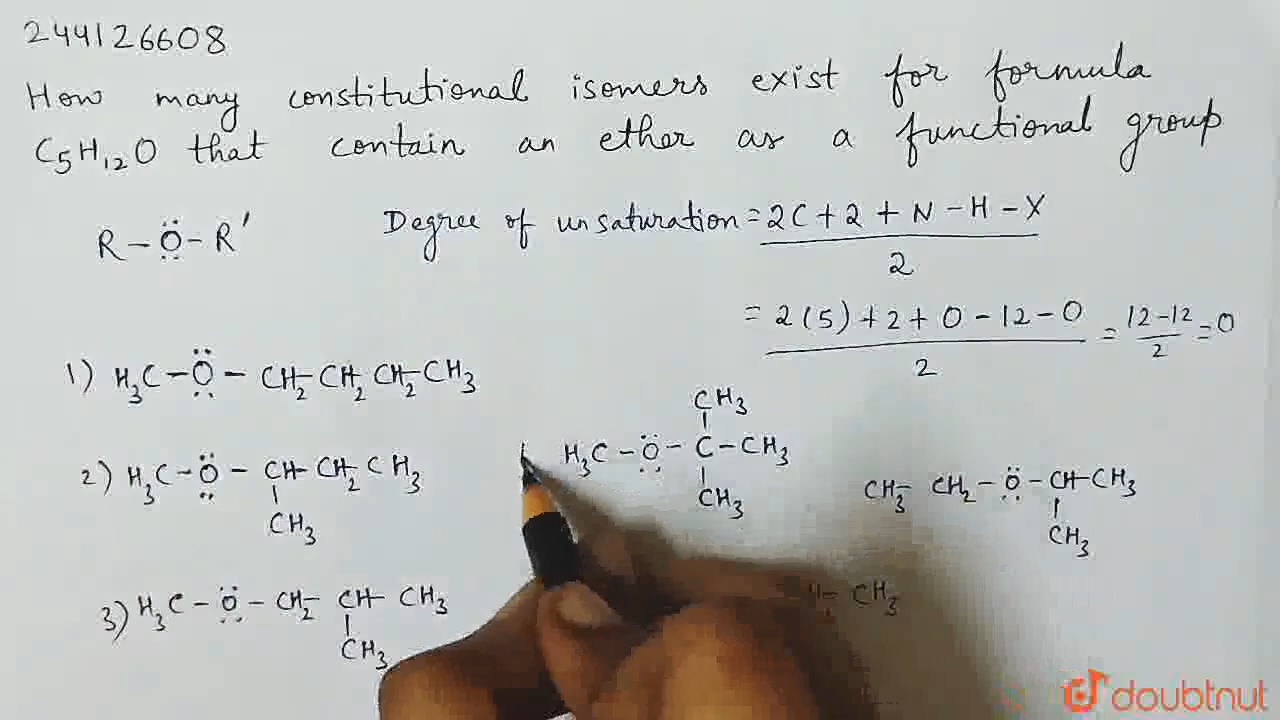 244126608
How many constitutional isomers exist for formula
C5H12O that contain an ether as a functional group
R-Ö-R' Degree of unsaturation = 2C+2+N-H-X
2
= 2(5)+2+0-12-0 = 12-12 = 0
2 2
1) H3C-O-CH2-CH2-CH2-CH3
CH3
2) H3C-O-CH-CH2CH3 H3C-O-C-CH3 CH3-CH2-O-CH-CH3
CH3 CH3 CH3
3) H3C-O-CH2-CH-CH3 CH3
CH3
doubtnut